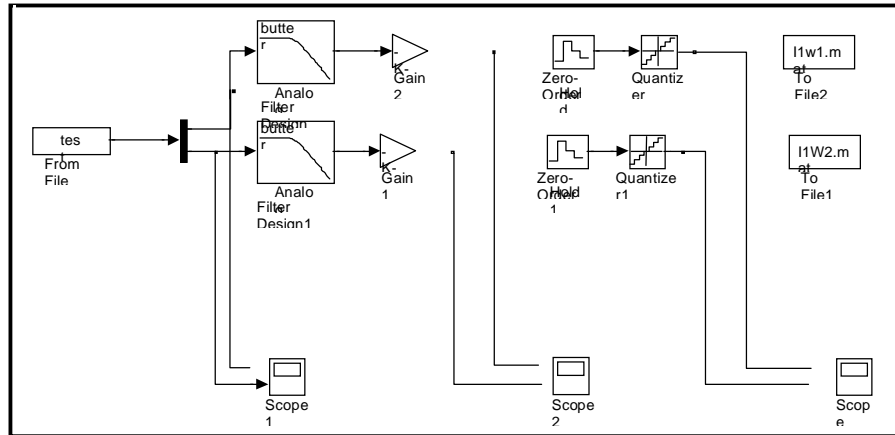 butte
r
-
K-
Gain
2
Analo
g
Filter
Design
Zero-
Order
Hold
Quantiz
er
I1w1.m
at
To
File2
tes
t
From
File
butte
r
-
K-
Gain
1
Analo
g
Filter
Design1
Zero-
Order
Hold
1
Quantize
r1
I1W2.m
at
To
File1
Scope
1
Scope
2
Scop
e